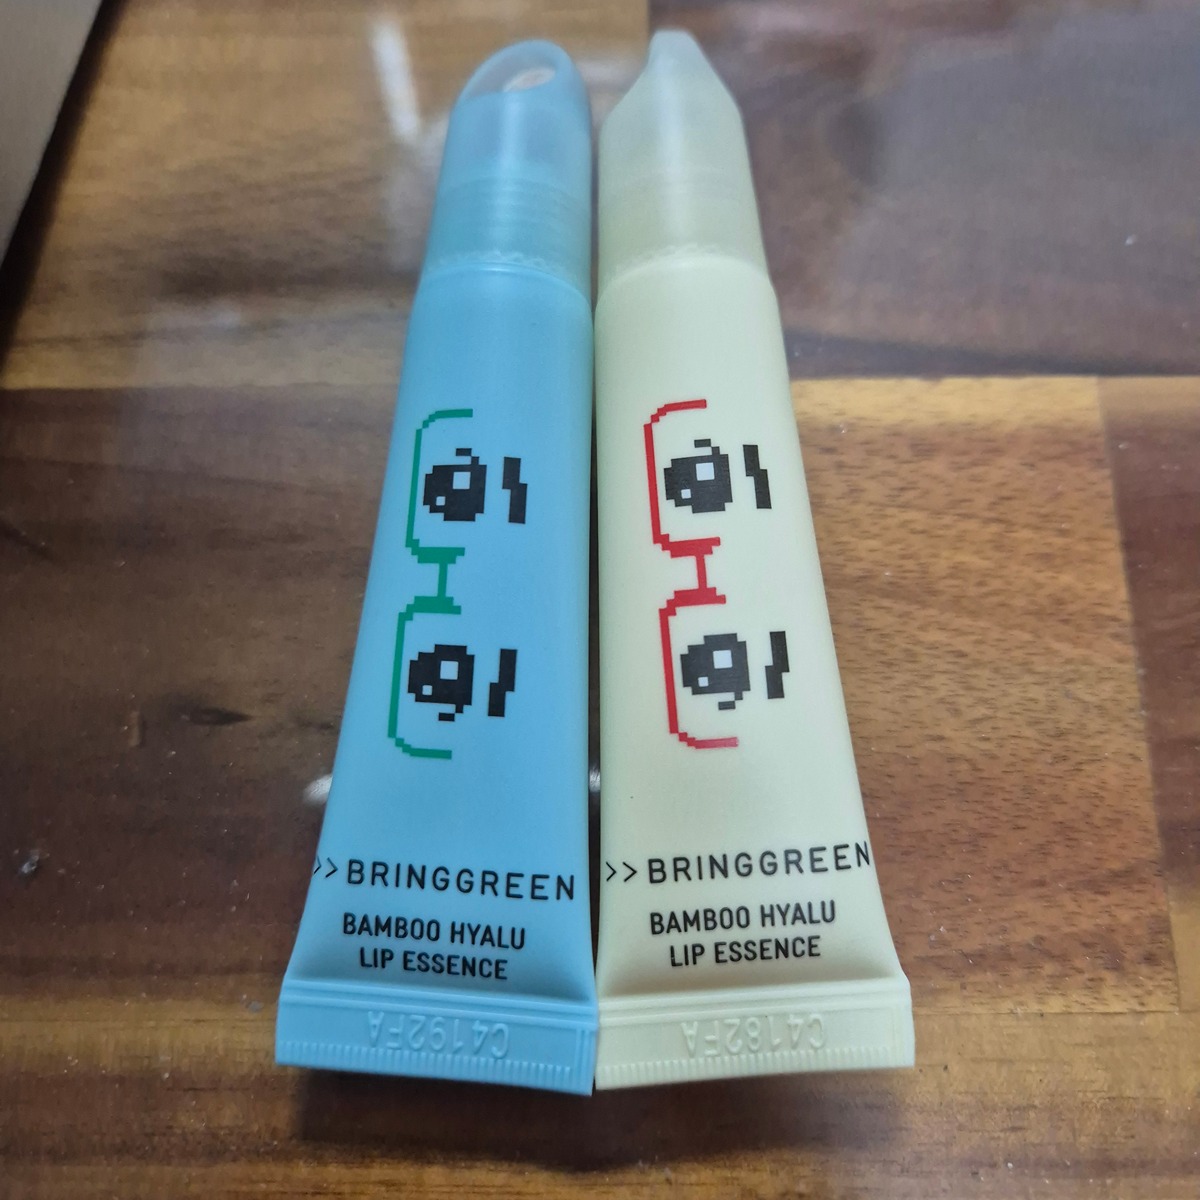 >> BRINGGREEN
BAMBOO HYALU
LIP ESSENCE
C4192FA
>> BRINGGREEN
BAMBOO HYALU
LIP ESSENCE
C4182FA